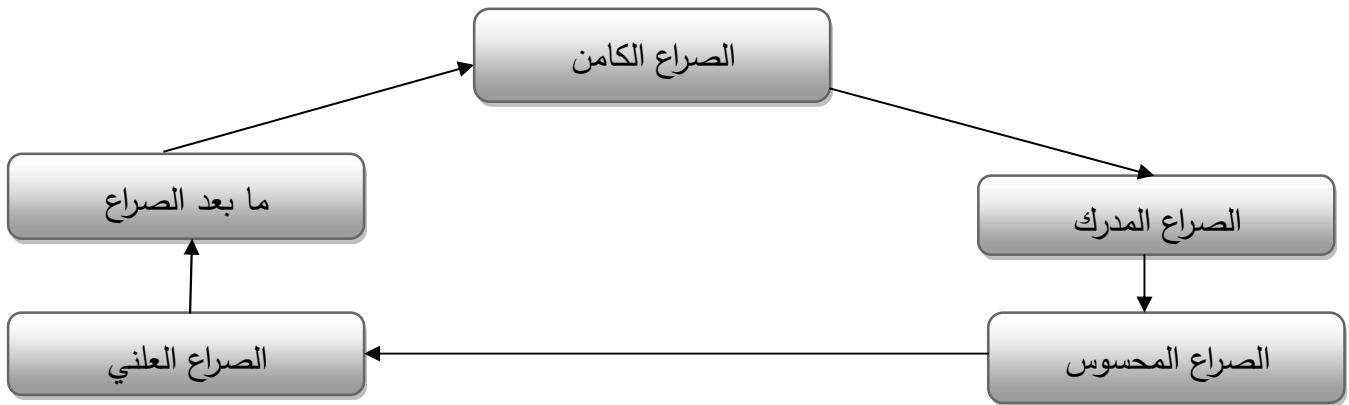 الصراع الكامن
ما بعد الصراع
الصراع المدرك
الصراع العلني
الصراع المحسوس